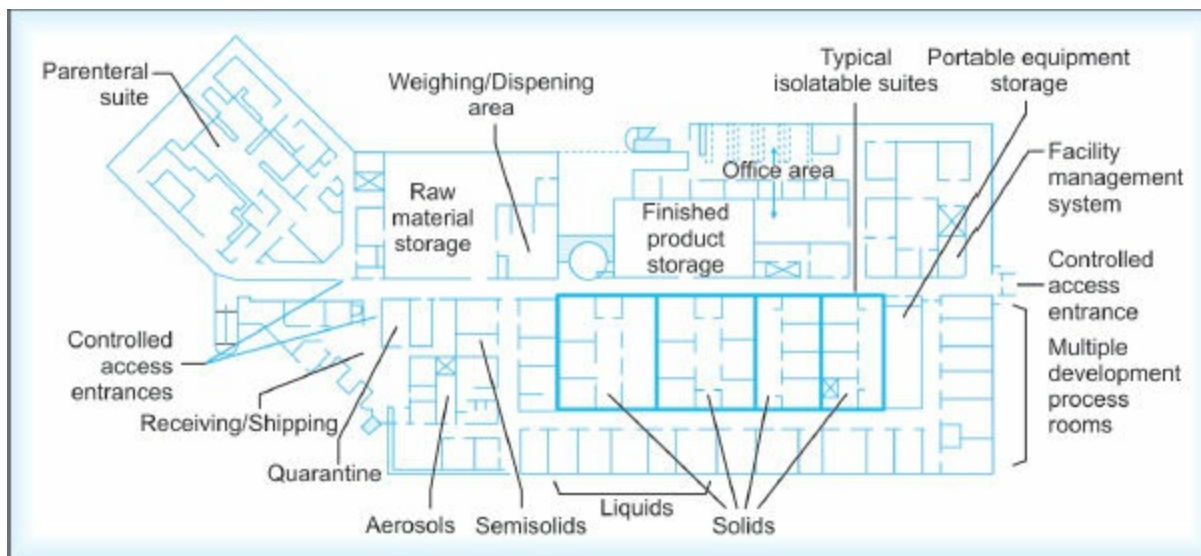 Parenteral
suite
Weighing/Dispening
area
Typical
isolatable suites
Portable equipment
storage
Raw
material
storage
Office area
Finished
product
storage
Facility
management
system
Controlled
access
entrance
Controlled
access
entrances
Multiple
development
process
rooms
Receiving/Shipping
Quarantine
Aerosols
Semisolids
Liquids
Solids